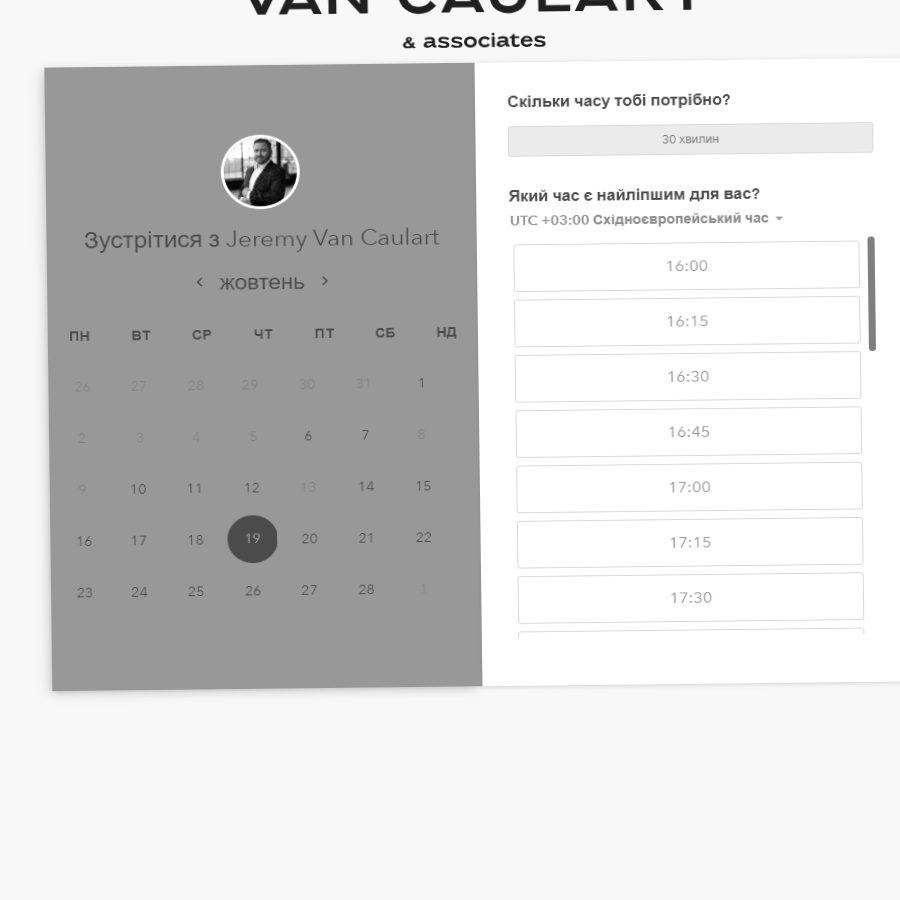 VAN CAULART
& associates
Зустрітися з Jeremy Van Caulart
‹ жовтень ›
ПН ВТ СР ЧТ ПТ СБ НД
26 27 28 29 30 31 1
2 3 4 5 6 7 8
9 10 11 12 13 14 15
16 17 18 19 20 21 22
23 24 25 26 27 28 1
Скільки часу тобі потрібно?
30 хвилин
Який час є найліпшим для вас?
UTC +03:00 Східноєвропейський час
16:00
16:15
16:30
16:45
17:00
17:15
17:30